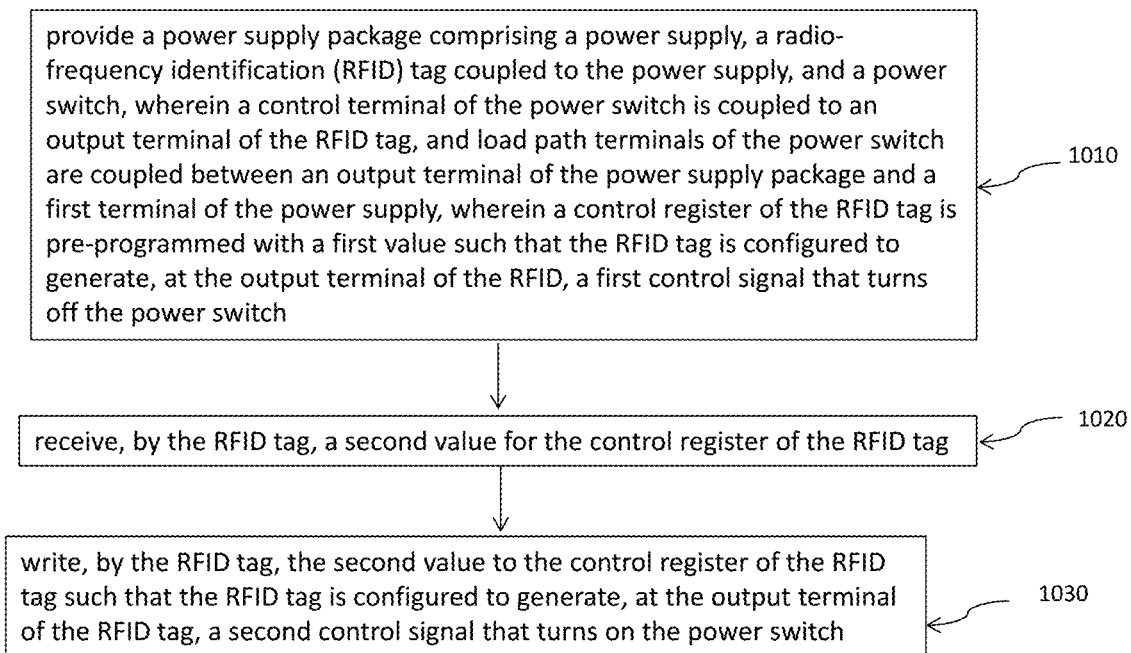 provide a power supply package comprising a power supply, a radio-
frequency identification (RFID) tag coupled to the power supply, and a power
switch, wherein a control terminal of the power switch is coupled to an
output terminal of the RFID tag, and load path terminals of the power switch
are coupled between an output terminal of the power supply package and a
first terminal of the power supply, wherein a control register of the RFID tag is
pre-programmed with a first value such that the RFID tag is configured to
generate, at the output terminal of the RFID, a first control signal that turns
off the power switch
1010
receive, by the RFID tag, a second value for the control register of the RFID tag
1020
write, by the RFID tag, the second value to the control register of the RFID
tag such that the RFID tag is configured to generate, at the output terminal
of the RFID tag, a second control signal that turns on the power switch
1030